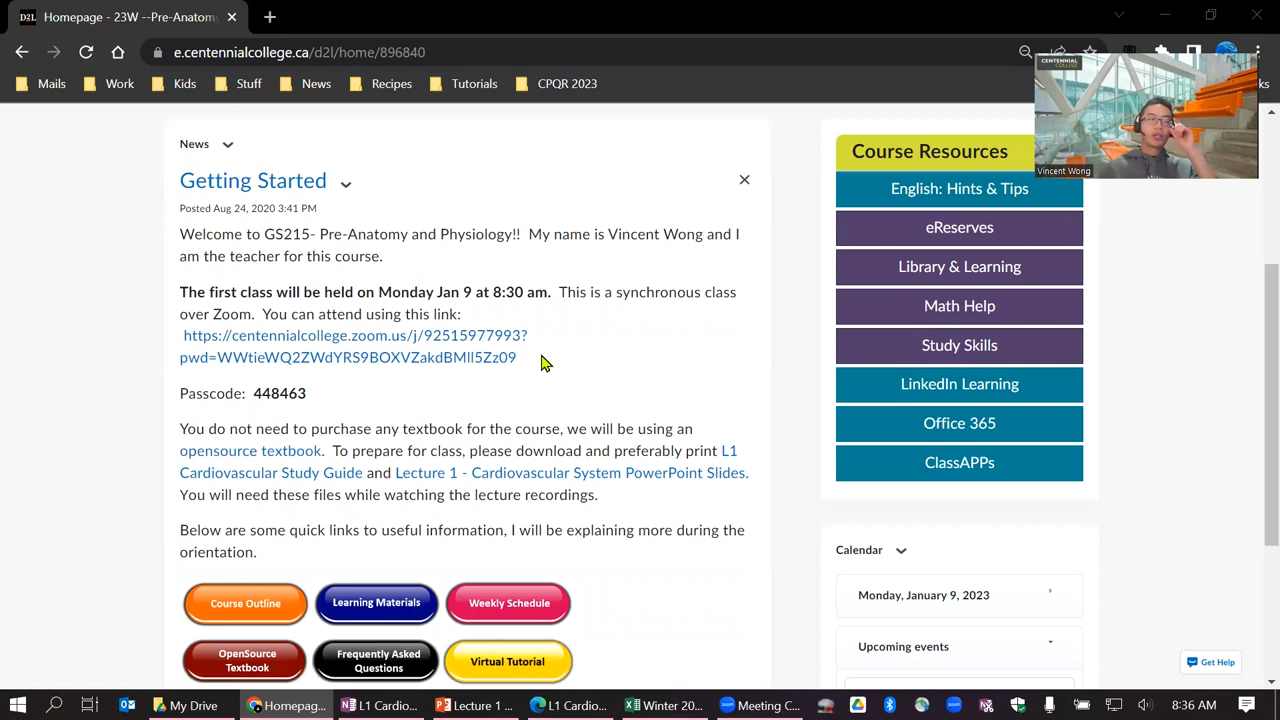 D2L Homepage - 23W --Pre-Anatomy
e.centennialcollege.ca/d2l/home/896840
Mails Work Kids Stuff News Recipes Tutorials CPQR 2023
ks
CENTENNIAL COLLEGE
Vincent Wong
News
Getting Started
Posted Aug 24, 2020 3:41 PM
Welcome to GS215- Pre-Anatomy and Physiology!! My name is Vincent Wong and I
am the teacher for this course.
The first class will be held on Monday Jan 9 at 8:30 am. This is a synchronous class
over Zoom. You can attend using this link:
https://centennialcollege.zoom.us/j/92515977993?
pwd=WWtieWQ2ZWdYRS9BOXVZakdBMll5Zz09
Passcode: 448463
You do not need to purchase any textbook for the course, we will be using an
opensource textbook. To prepare for class, please download and preferably print L1
Cardiovascular Study Guide and Lecture 1 - Cardiovascular System PowerPoint Slides.
You will need these files while watching the lecture recordings.
Below are some quick links to useful information, I will be explaining more during the
orientation.
Course Outline
Learning Materials
Weekly Schedule
OpenSource
Textbook
Frequently Asked
Questions
Virtual Tutorial
Course Resources
English: Hints & Tips
eReserves
Library & Learning
Math Help
Study Skills
LinkedIn Learning
Office 365
ClassAPPs
Calendar
Monday, January 9, 2023
Upcoming events
Get Help
My Drive Homepag... L1 Cardio... Lecture 1 ... L1 Cardio... Winter 20... Meeting C... 8:36 AM